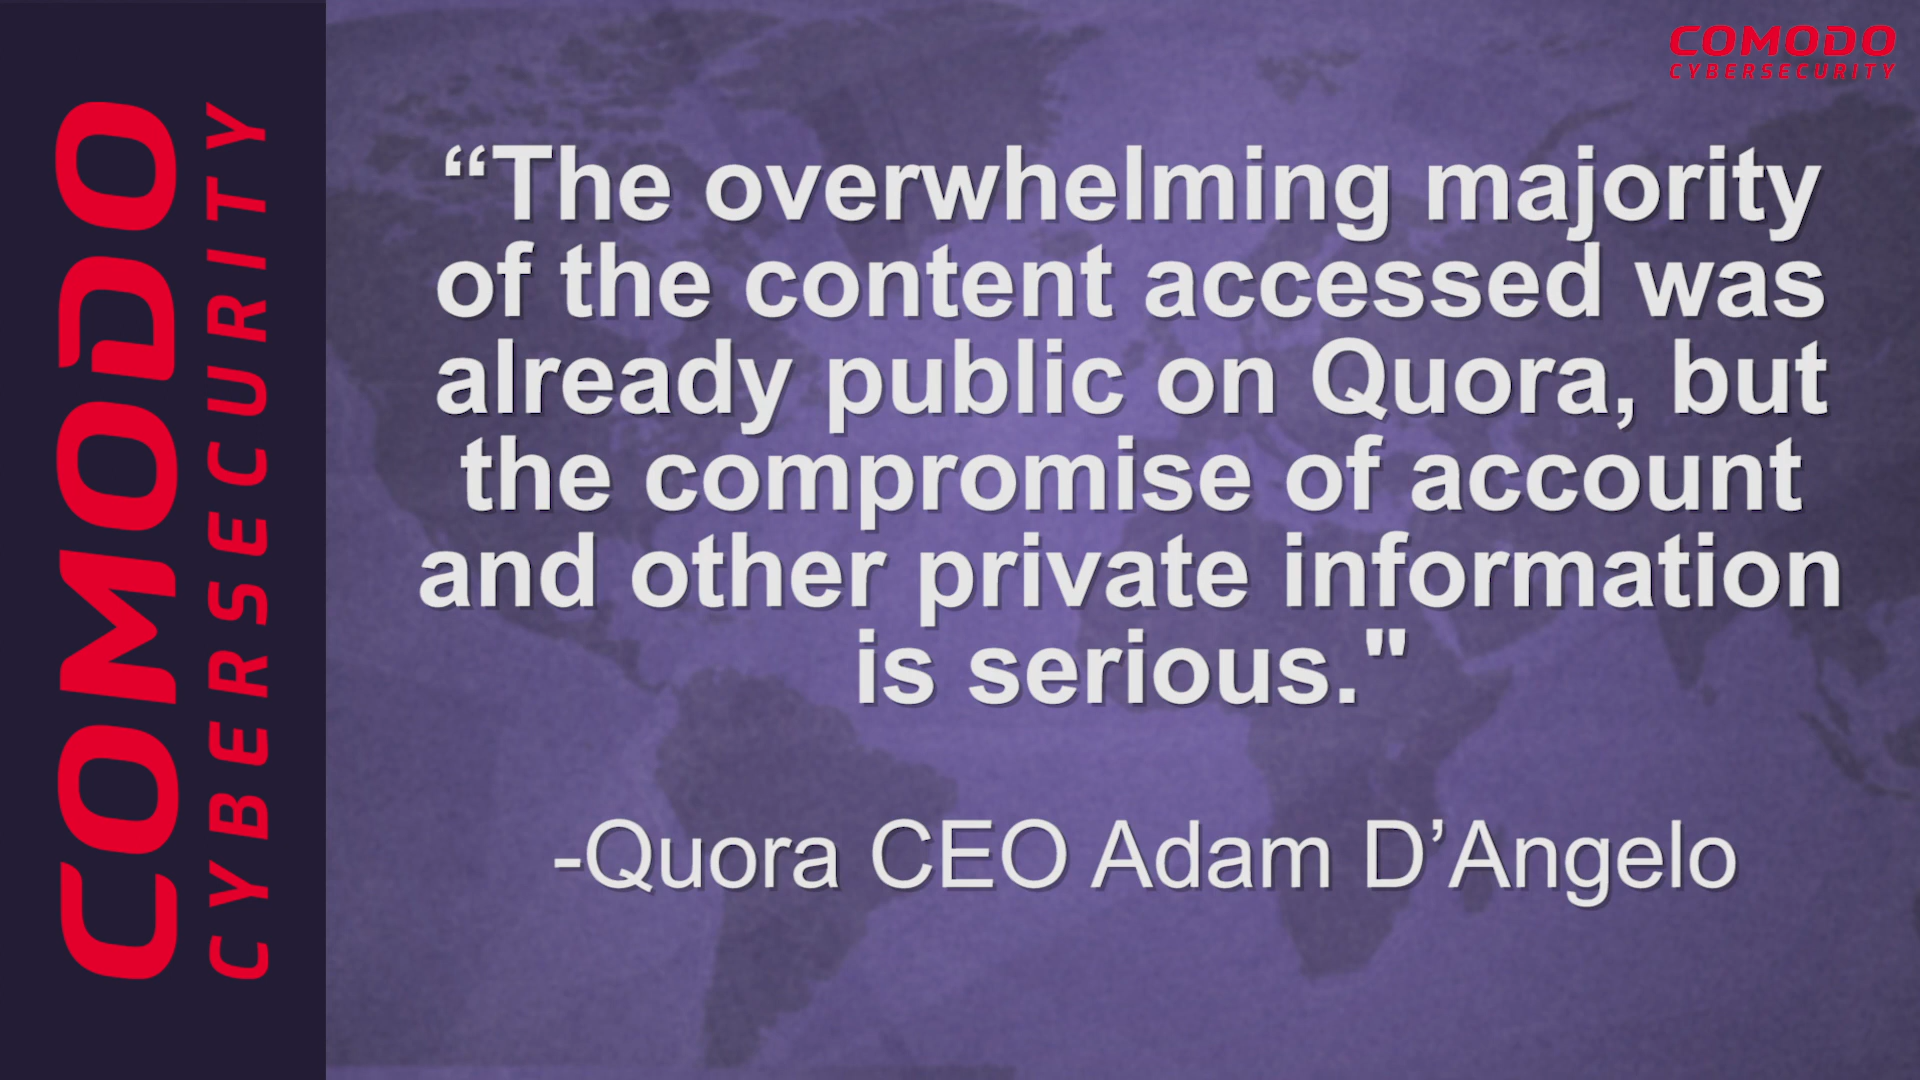 COMODO
CYBERSECURITY
COMODO
CYBERSECURITY
“The overwhelming majority
of the content accessed was
already public on Quora, but
the compromise of account
and other private information
is serious."
-Quora CEO Adam D’Angelo